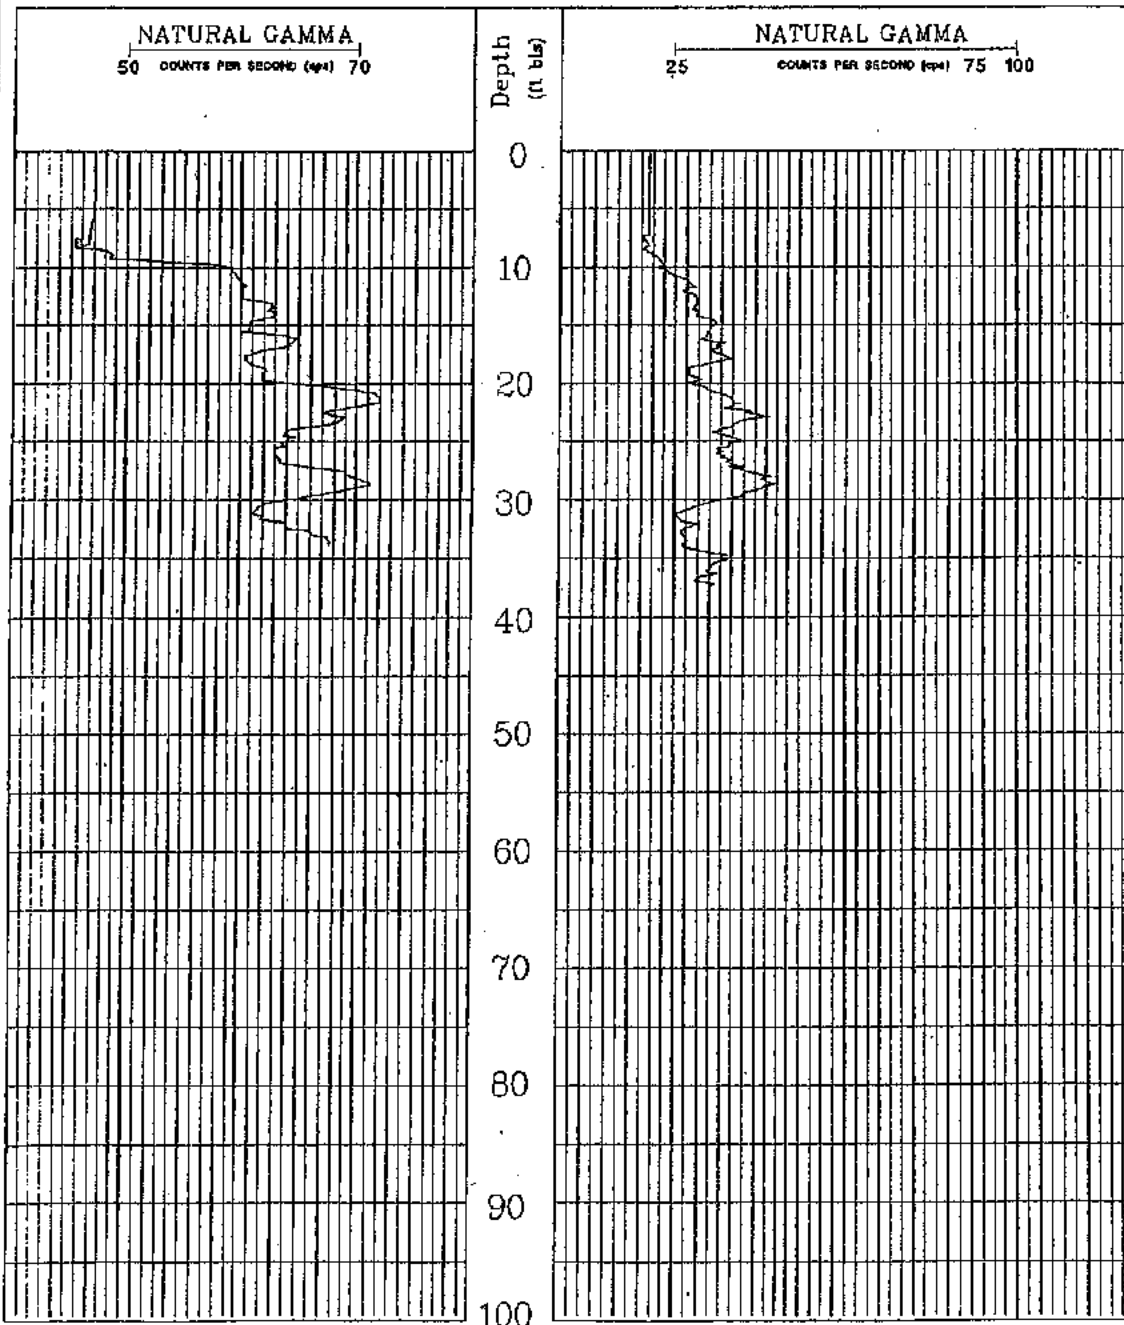 NATURAL GAMMA
50 COUNTS PER SECOND (cps) 70
Depth
(ft. bls)
NATURAL GAMMA
25 COUNTS PER SECOND (cps) 75 100
0
10
20
30
40
50
60
70
80
90
100